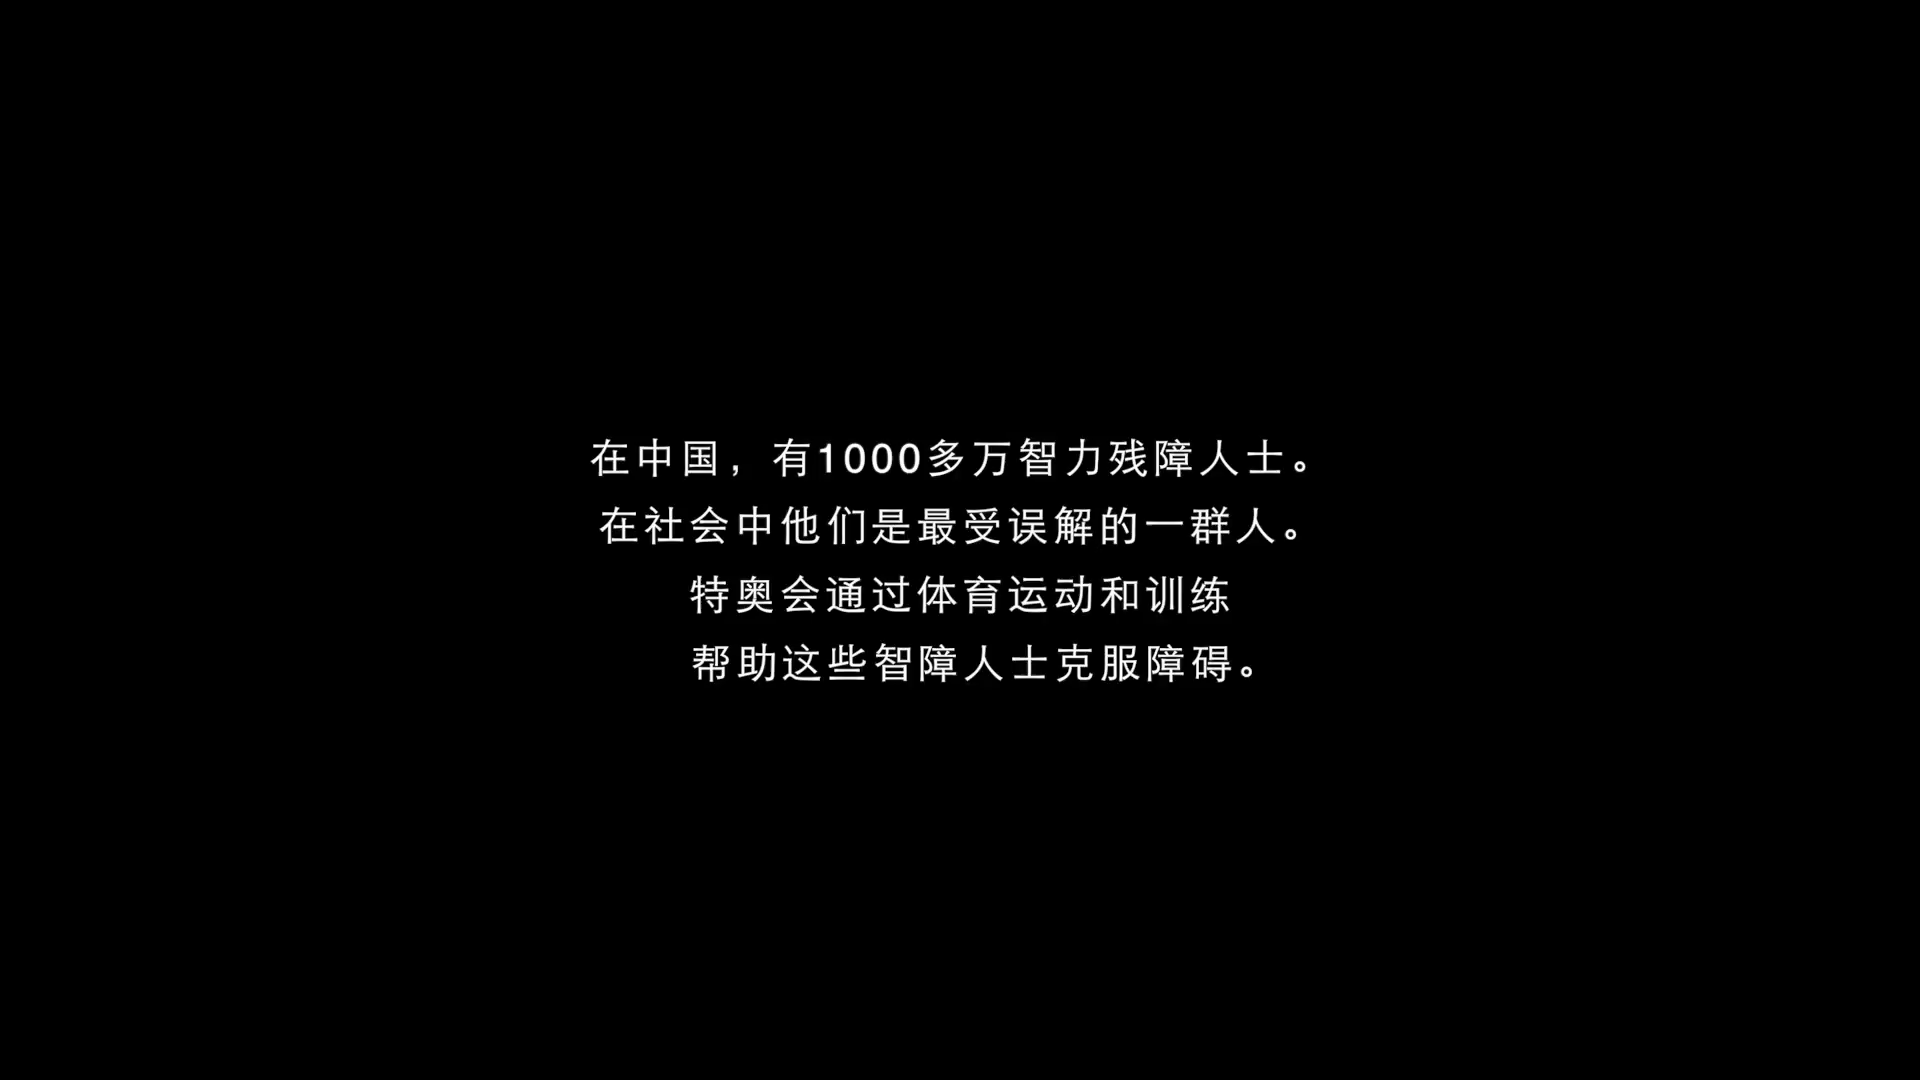 在中国，有1000多万智力残障人士。
在社会中他们是最受误解的一群人。
特奥会通过体育运动和训练
帮助这些智障人士克服障碍。